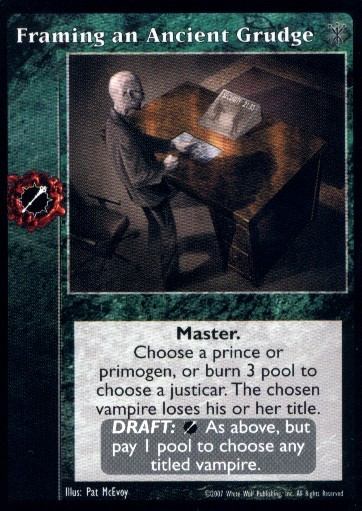 Framing an Ancient Grudge
Master.
Choose a prince or
primogen, or burn 3 pool to
choose a justicar. The chosen
vampire loses his or her title.
DRAFT: As above, but
pay 1 pool to choose any
titled vampire.
Illus: Pat McEvoy
©2007 White Wolf Publishing, Inc. All Rights Reserved